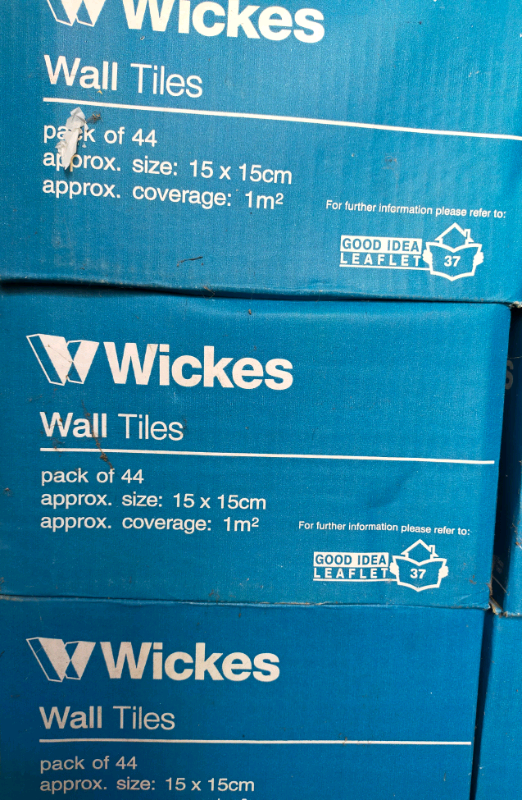 Wickes
Wall Tiles
pack of 44
approx. size: 15 x 15cm
approx. coverage: 1m²
For further information please refer to:
GOOD IDEA
LEAFLET 37
Wickes
Wall Tiles
pack of 44
approx. size: 15 x 15cm
approx. coverage: 1m²
For further information please refer to:
GOOD IDEA
LEAFLET 37
Wickes
Wall Tiles
pack of 44
approx. size: 15 x 15cm